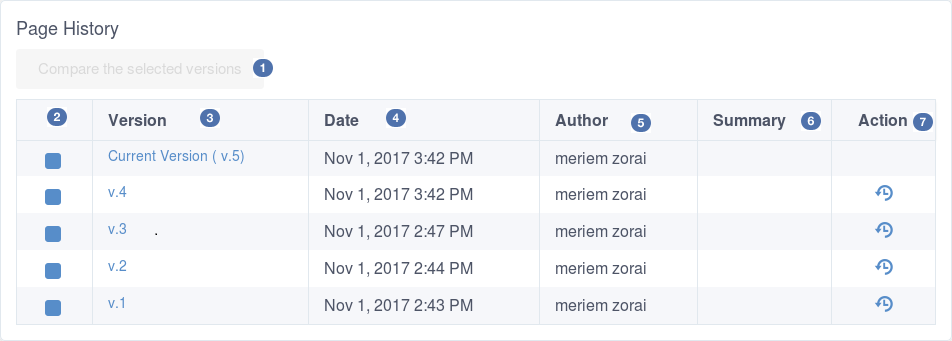 Page History
Compare the selected versions 1
2 Version 3 Date 4 Author 5 Summary 6 Action 7
Current Version ( v.5) Nov 1, 2017 3:42 PM meriem zorai
v.4 Nov 1, 2017 3:42 PM meriem zorai
v.3 . Nov 1, 2017 2:47 PM meriem zorai
v.2 Nov 1, 2017 2:44 PM meriem zorai
v.1 Nov 1, 2017 2:43 PM meriem zorai